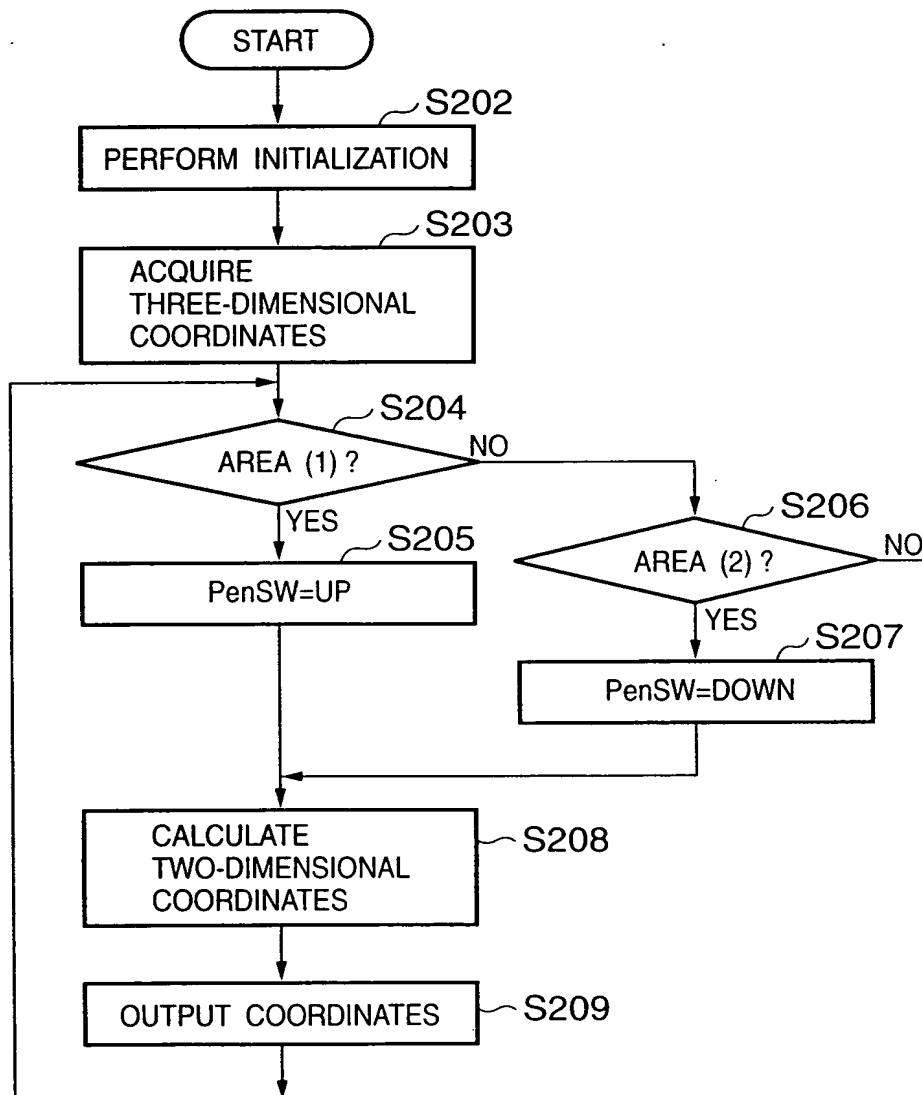 START
S202
PERFORM INITIALIZATION
S203
ACQUIRE
THREE-DIMENSIONAL
COORDINATES
S204
AREA (1) ?
NO
YES
S206
AREA (2) ?
NO
YES
S205
PenSW=UP
S207
PenSW=DOWN
CALCULATE
TWO-DIMENSIONAL
COORDINATES
S208
OUTPUT COORDINATES
S209